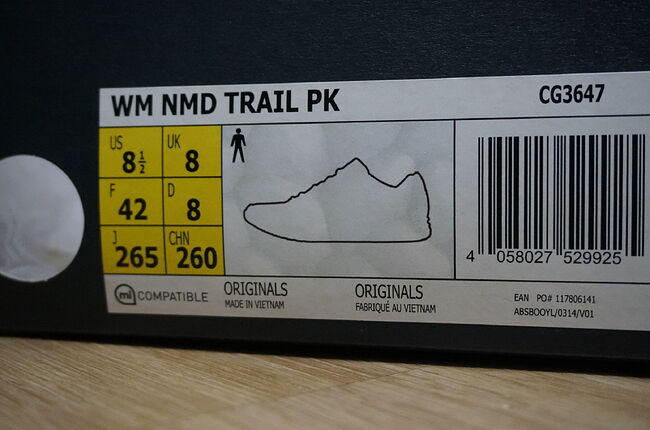 WM NMD TRAIL PK
CG3647
US
8½
UK
8
F
42
D
8
J
265
CHN
260
4 058027 529925
mi COMPATIBLE
ORIGINALS
MADE IN VIETNAM
ORIGINALS
FABRIQUÉ AU VIETNAM
EAN PO# 117806141
ABSBOOYL/0314/V01